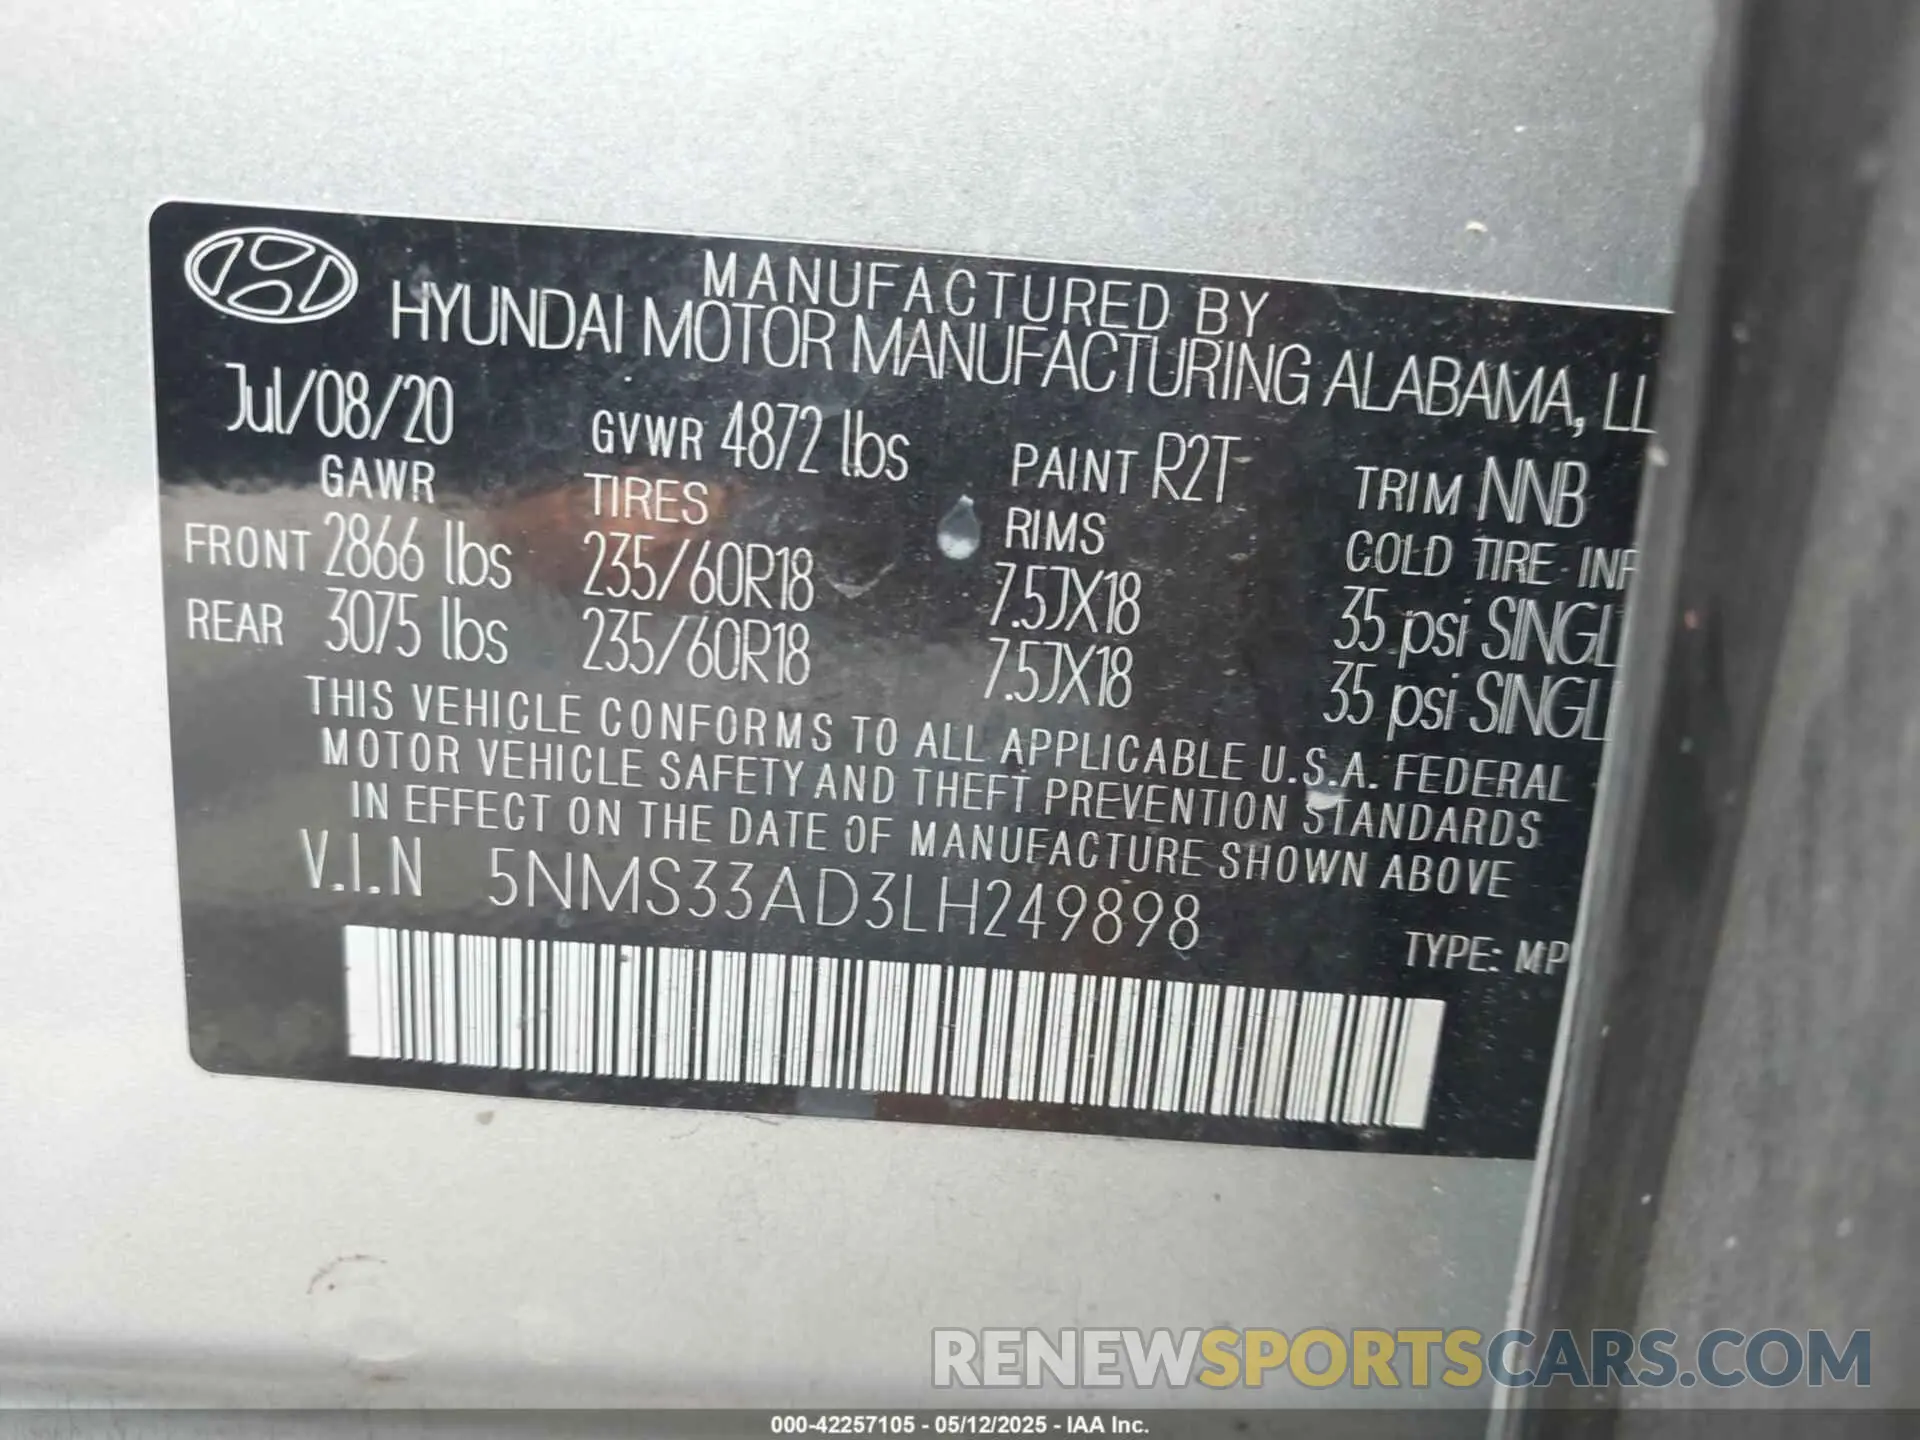 MANUFACTURED BY
HYUNDAI MOTOR MANUFACTURING ALABAMA, LL
Jul/08/20 GVWR 4872 lbs PAINT R2T TRIM NNB
GAWR TIRES RIMS COLD TIRE INF
FRONT 2866 lbs 235/60R18 7.5JX18 35 psi SINGL
REAR 3075 lbs 235/60R18 7.5JX18 35 psi SINGL
THIS VEHICLE CONFORMS TO ALL APPLICABLE U.S.A. FEDERAL
MOTOR VEHICLE SAFETY AND THEFT PREVENTION STANDARDS
IN EFFECT ON THE DATE OF MANUFACTURE SHOWN ABOVE
V.I.N 5NMS33AD3LH249898
TYPE: MP
RENEWSPORTSCARS.COM
000-42257105 - 05/12/2025 - IAA Inc.